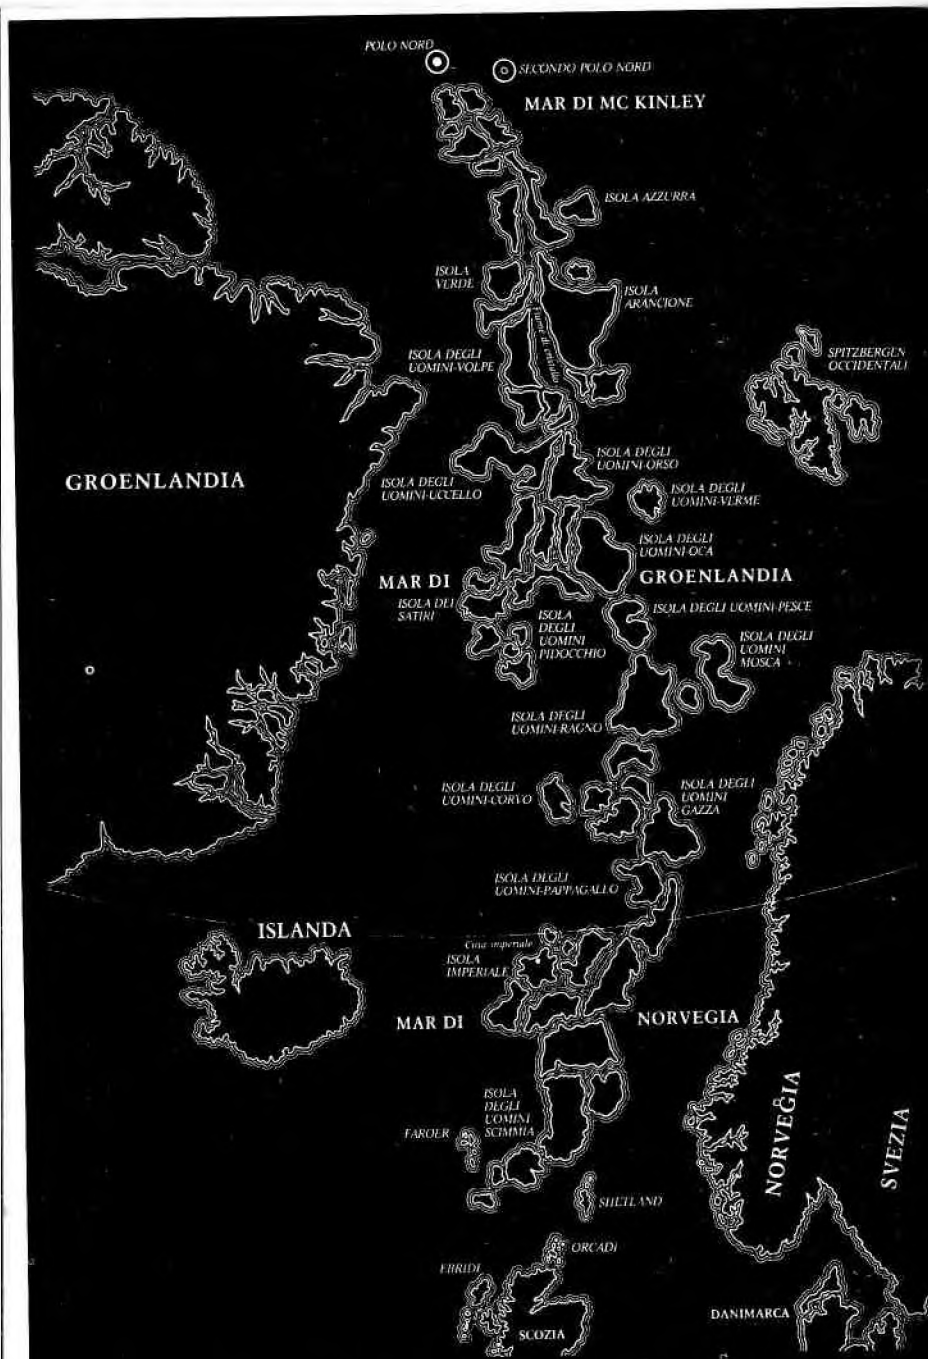 POLO NORD
SECONDO POLO NORD
MAR DI MC KINLEY
ISOLA AZZURRA
ISOLA
VERDE
ISOLA
ARANCIONE
Fiume di cristallo
ISOLA DEGLI
UOMINI-VOLPE
SPITZBERGEN
OCCIDENTALI
GROENLANDIA
ISOLA DEGLI
UOMINI-ORSO
ISOLA DEGLI
UOMINI-UCCELLO
ISOLA DEGLI
UOMINI-VERME
ISOLA DEGLI
UOMINI-OCA
MAR DI
GROENLANDIA
ISOLA DEI
SATIRI
ISOLA DEGLI UOMINI-PESCE
ISOLA
DEGLI
UOMINI
PIDOCCHIO
ISOLA DEGLI
UOMINI
MOSCA
ISOLA DEGLI
UOMINI-RAGNO
ISOLA DEGLI
UOMINI-CORVO
ISOLA DEGLI
UOMINI
GAZZA
ISOLA DEGLI
UOMINI-PAPPAGALLO
ISLANDA
Città imperiale
ISOLA
IMPERIALE
MAR DI
NORVEGIA
ISOLA
DEGLI
UOMINI
SCIMMIA
FAROER
NORVEGIA
SVEZIA
SHETLAND
ORCADI
EBRIDI
SCOZIA
DANIMARCA